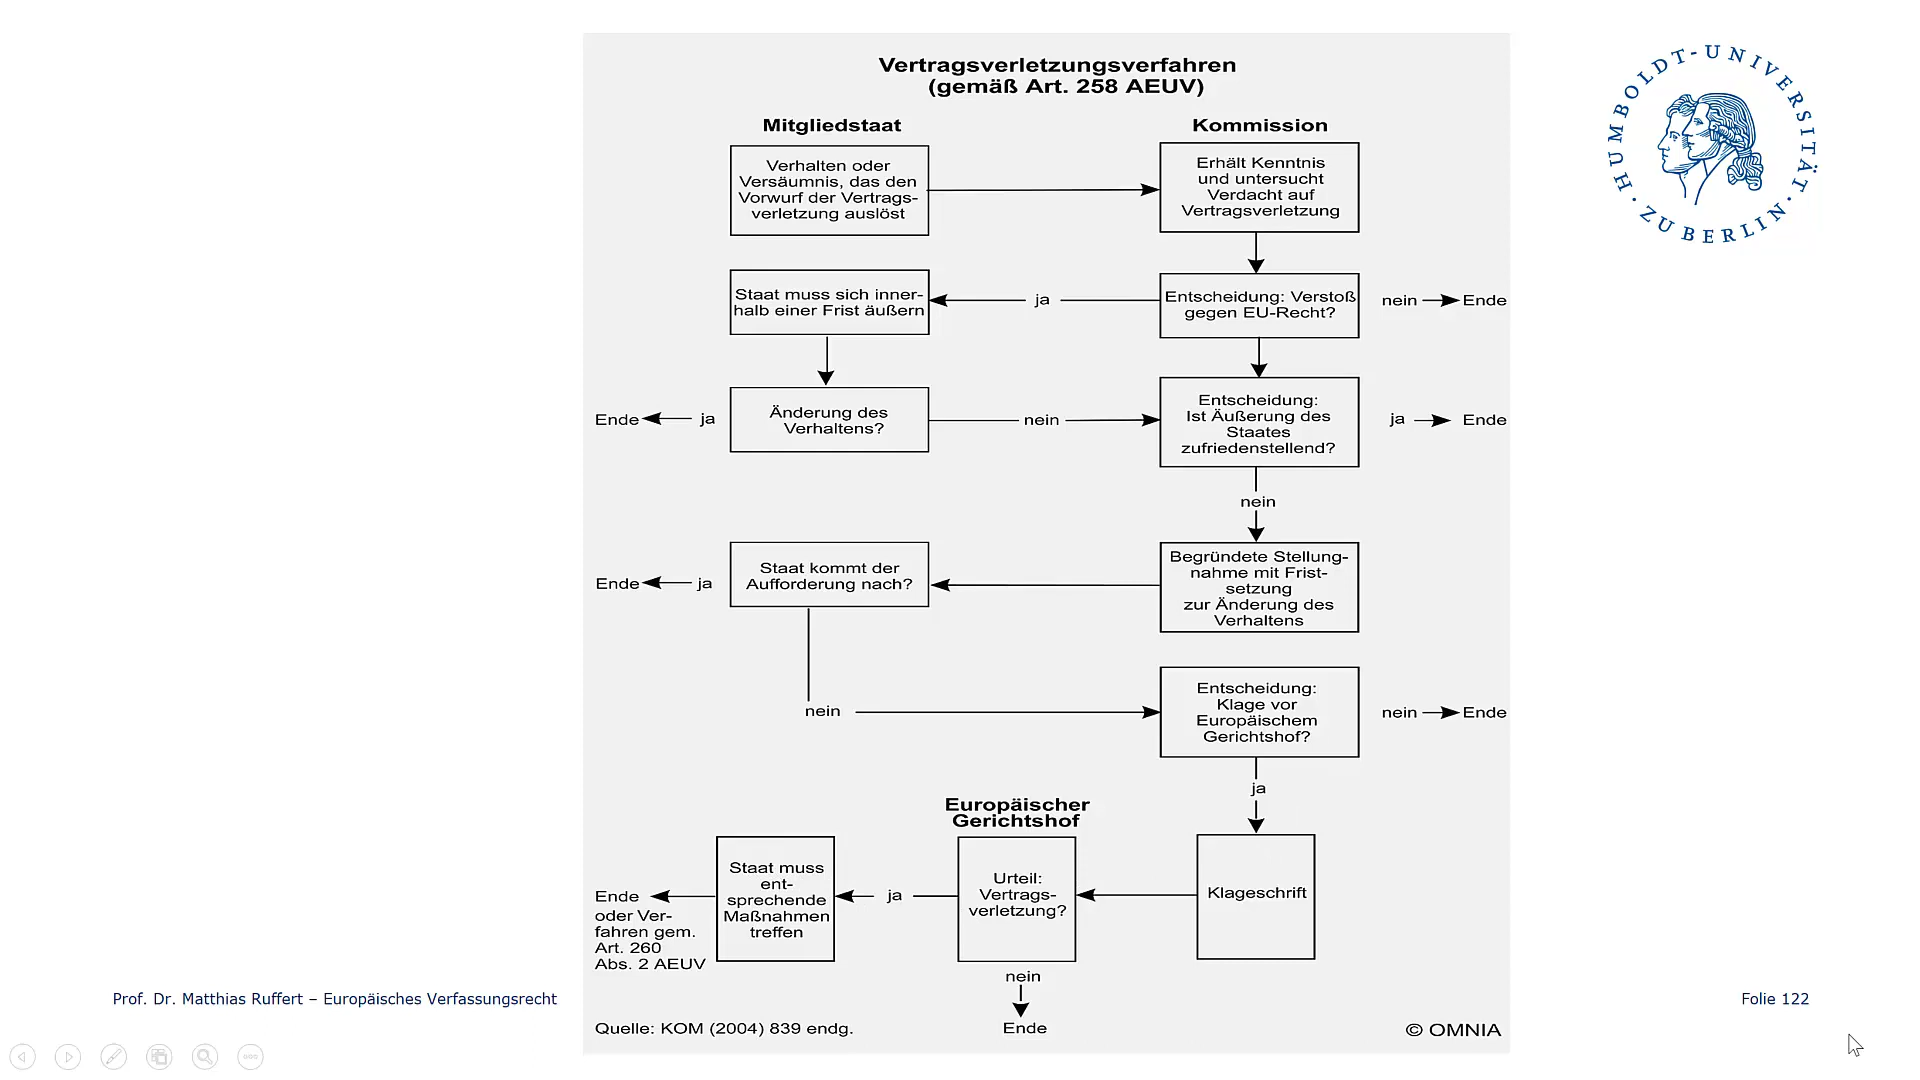 Vertragsverletzungsverfahren
(gemäß Art. 258 AEUV)
HUMBOLDT-UNIVERSITÄT
· ZU BERLIN ·
Mitgliedstaat
Kommission
Verhalten oder
Versäumnis, das den
Vorwurf der Vertrags-
verletzung auslöst
Erhält Kenntnis
und untersucht
Verdacht auf
Vertragsverletzung
Staat muss sich inner-
halb einer Frist äußern
ja
Entscheidung: Verstoß
gegen EU-Recht?
nein
Ende
Ende
ja
Änderung des
Verhaltens?
nein
Entscheidung:
Ist Äußerung des
Staates
zufriedenstellend?
ja
Ende
nein
Ende
ja
Staat kommt der
Aufforderung nach?
Begründete Stellung-
nahme mit Frist-
setzung
zur Änderung des
Verhaltens
nein
Entscheidung:
Klage vor
Europäischem
Gerichtshof?
nein
Ende
ja
Europäischer
Gerichtshof
Ende
oder Ver-
fahren gem.
Art. 260
Abs. 2 AEUV
Staat muss
ent-
sprechende
Maßnahmen
treffen
ja
Urteil:
Vertrags-
verletzung?
Klageschrift
nein
Ende
Quelle: KOM (2004) 839 endg.
© OMNIA
Prof. Dr. Matthias Ruffert – Europäisches Verfassungsrecht
Folie 122